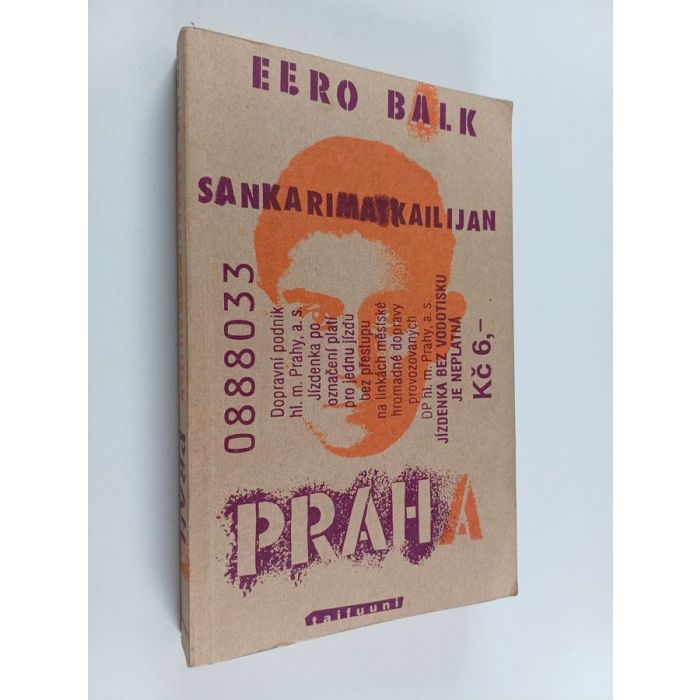 EERO BALK
SANKARIMATKAILIJAN
0888033
Dopravní podnik
hl. m. Prahy, a. s.
Jízdenka po
označení platí
pro jednu jízdu
bez přestupu
na linkách městské
hromadné dopravy
provozovaných
DP hl. m. Prahy, a. s.
JÍZDENKA BEZ VODOTISKU
JE NEPLATNÁ
Kč 6,–
PRAHA
taifuuni
PRAHA